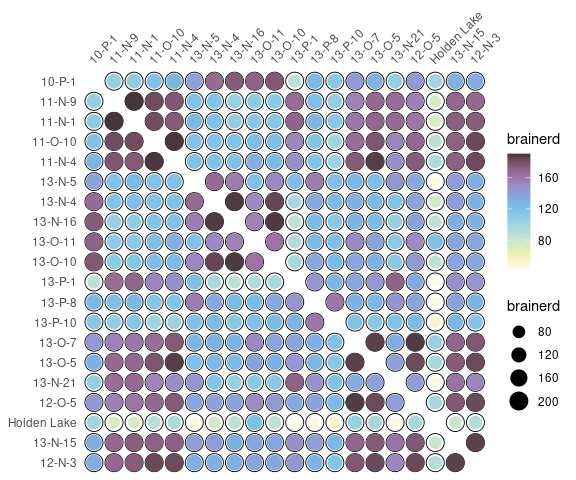 10-P-1
11-N-9
11-N-1
11-O-10
11-N-4
13-N-5
13-N-4
13-N-16
13-O-11
13-O-10
13-P-1
13-P-8
13-P-10
13-O-7
13-O-5
13-N-21
12-O-5
Holden Lake
13-N-15
12-N-3
10-P-1
11-N-9
11-N-1
11-O-10
11-N-4
13-N-5
13-N-4
13-N-16
13-O-11
13-O-10
13-P-1
13-P-8
13-P-10
13-O-7
13-O-5
13-N-21
12-O-5
Holden Lake
13-N-15
12-N-3
brainerd
160
120
80
brainerd
80
120
160
200